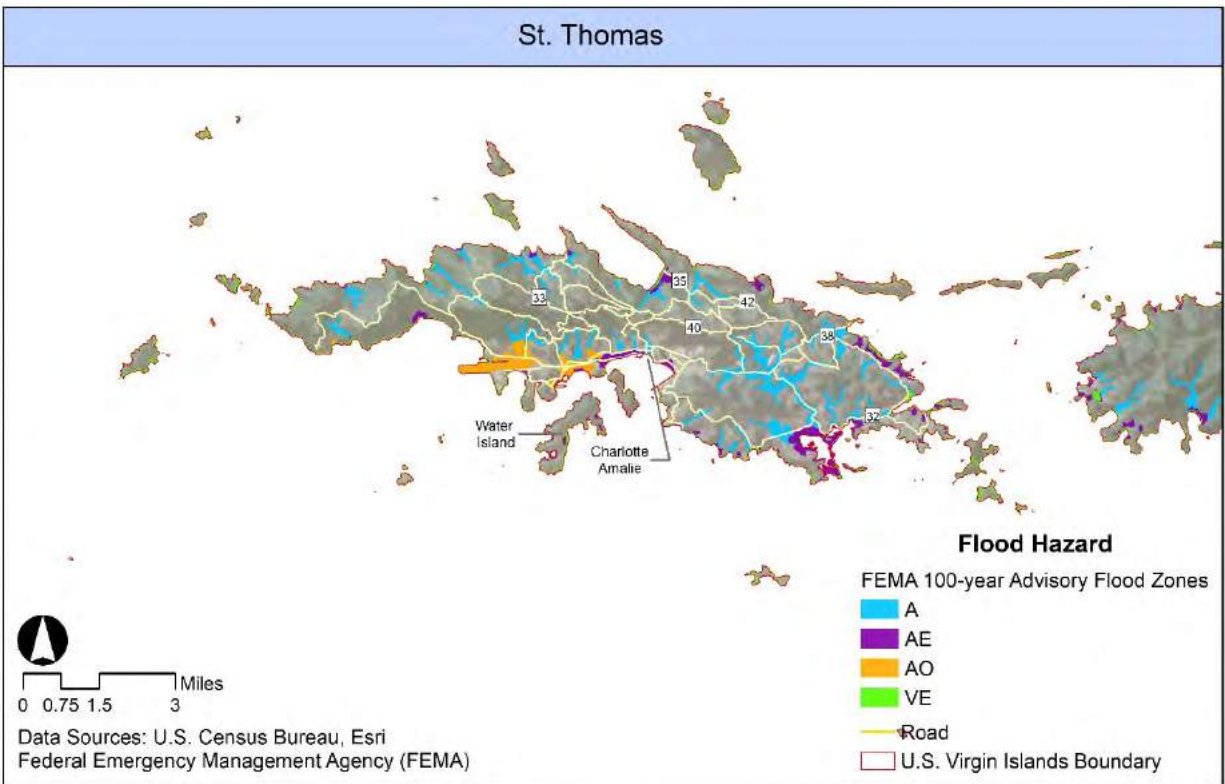 St. Thomas
35
33
42
40
38
32
Water
Island
Charlotte
Amalie
Flood Hazard
FEMA 100-year Advisory Flood Zones
A
AE
AO
VE
Road
U.S. Virgin Islands Boundary
Miles
0 0.75 1.5 3
Data Sources: U.S. Census Bureau, Esri
Federal Emergency Management Agency (FEMA)